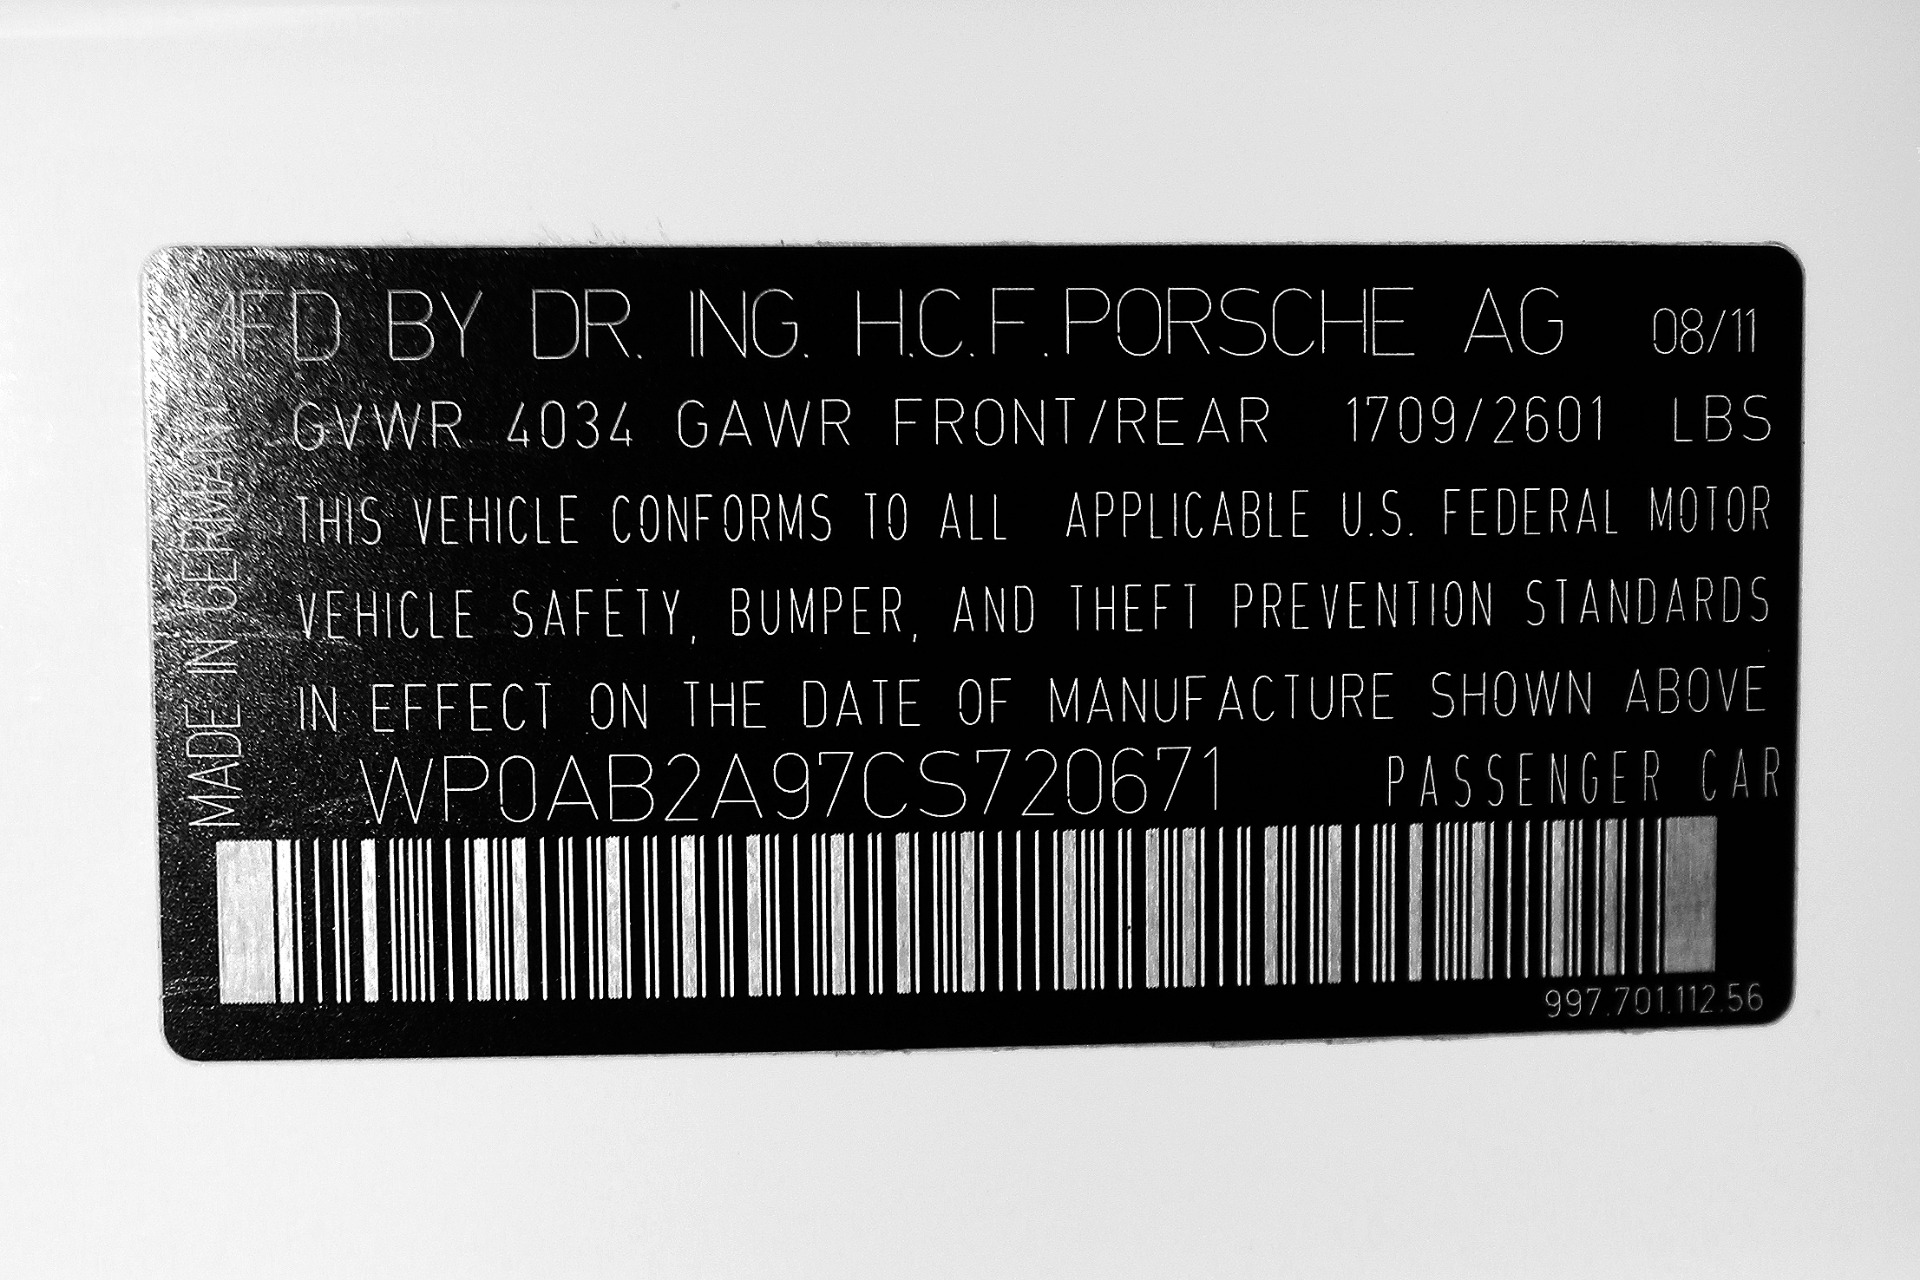 MFD BY DR. ING. H.C.F. PORSCHE AG 08/11
GVWR 4034 GAWR FRONT/REAR 1709/2601 LBS
THIS VEHICLE CONFORMS TO ALL APPLICABLE U.S. FEDERAL MOTOR
VEHICLE SAFETY, BUMPER, AND THEFT PREVENTION STANDARDS
IN EFFECT ON THE DATE OF MANUFACTURE SHOWN ABOVE
WP0AB2A97CS720671 PASSENGER CAR
997.701.112.56
MADE IN GERMANY